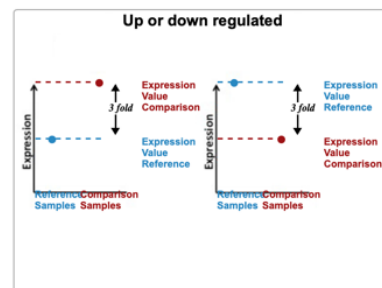 Up or down regulated
Expression
3 fold
Expression
Value
Comparison
Expression
Value
Reference
Reference Comparison
Samples Samples
Expression
3 fold
Expression
Value
Reference
Expression
Value
Comparison
Reference Comparison
Samples Samples